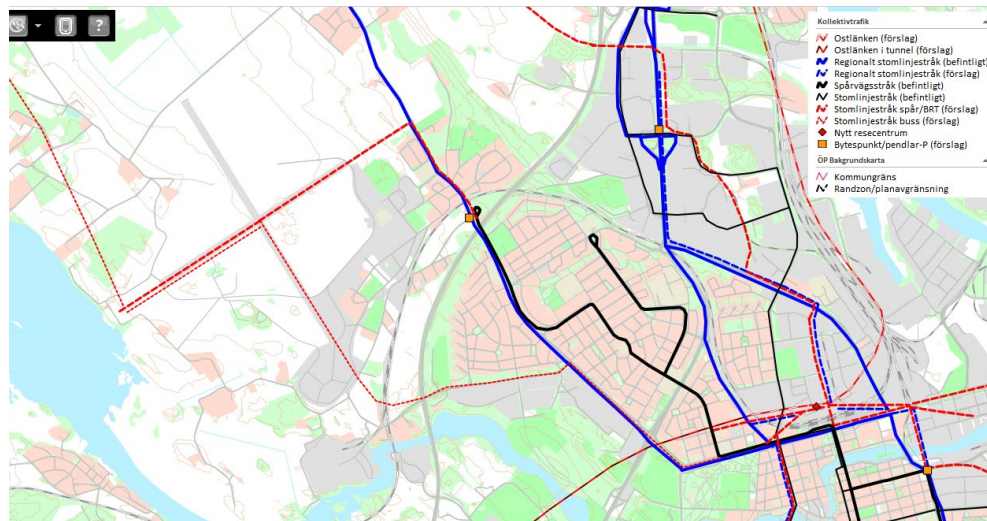 ?
Kollektivtrafik
Ostlänken (förslag)
Ostlänken i tunnel (förslag)
Regionalt stomlinjestråk (befintligt)
Regionalt stomlinjestråk (förslag)
Spårvägsstråk (befintligt)
Stomlinjestråk (befintligt)
Stomlinjestråk spår/BRT (förslag)
Stomlinjestråk buss (förslag)
Nytt resecentrum
Bytespunkt/pendlar-P (förslag)
ÖP Bakgrundskarta
Kommungräns
Randzon/planavgränsning